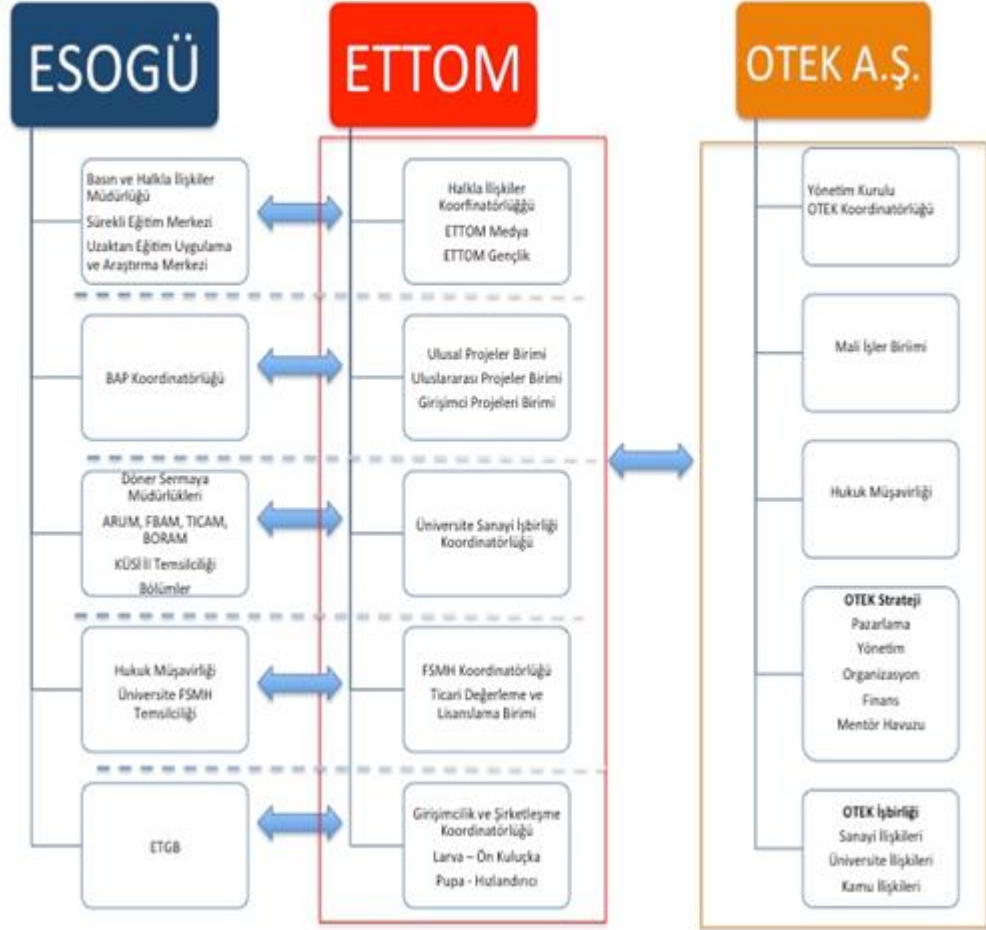 ESOGÜ
Basın ve Halkla İlişkiler
Müdürlüğü
Sürekli Eğitim Merkezi
Uzaktan Eğitim Uygulama
ve Araştırma Merkezi
BAP Koordinatörlüğü
Döner Sermaye
Müdürlükleri
ARUM, FBAM, TICAM,
BORAM
KÜSİ İl Temsilciliği
Bölümler
Hukuk Müşavirliği
Üniversite FSMH
Temsilciliği
ETGB
ETTOM
Halkla İlişkiler
Koorfinatörlüğğü
ETTOM Medya
ETTOM Gençlik
Ulusal Projeler Birimi
Uluslararası Projeler Birimi
Girişimci Projeleri Birimi
Üniversite Sanayi İşbirliği
Koordinatörlüğü
FSMH Koordinatörlüğü
Ticari Değerleme ve
Lisanslama Birimi
Girişimcilik ve Şirketleşme
Koordinatörlüğü
Larva – Ön Kuluçka
Pupa - Hızlandırıcı
OTEK A.Ş.
Yönetim Kurulu
OTEK Koordinatörlüğü
Mali İşler Biriimi
Hukuk Müşavirliği
OTEK Strateji
Pazarlama
Yönetim
Organizasyon
Finans
Mentör Havuzu
OTEK İşbirliği
Sanayi İlişkileri
Üniversite İlişkileri
Kamu İlişkileri